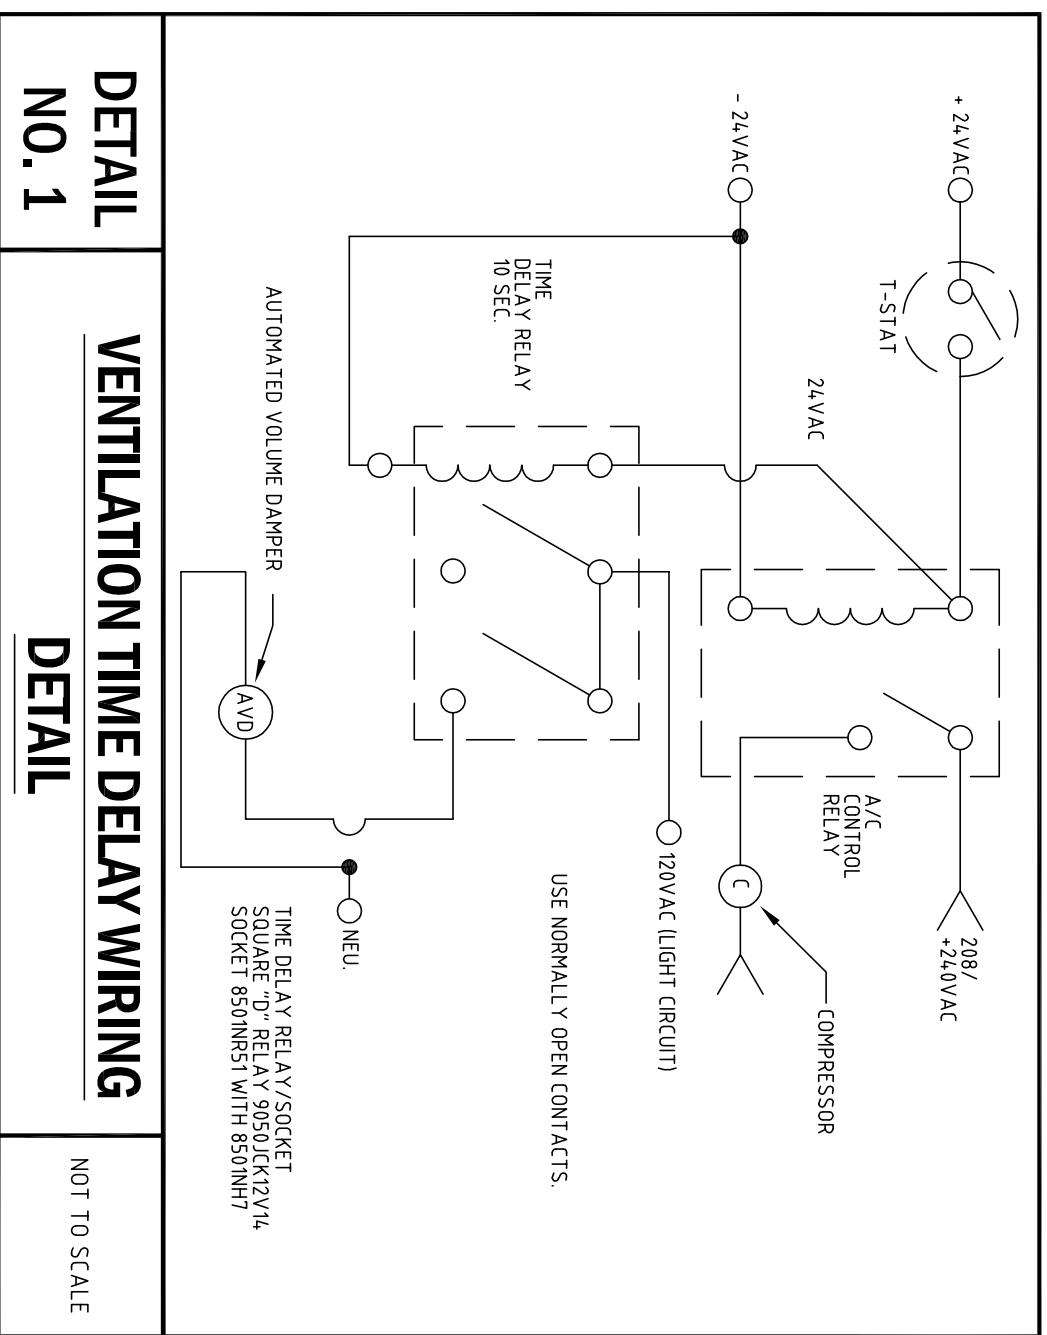 + 24VAC
T-STAT
- 24VAC
24VAC
208/
+240VAC
A/C
CONTROL
RELAY
COMPRESSOR
C
TIME
DELAY RELAY
10 SEC.
120VAC (LIGHT CIRCUIT)
USE NORMALLY OPEN CONTACTS.
NEU.
AUTOMATED VOLUME DAMPER
AVD
TIME DELAY RELAY/SOCKET
SQUARE "D" RELAY 9050JCK12V14
SOCKET 8501NR51 WITH 8501NH7
DETAIL
NO. 1
VENTILATION TIME DELAY WIRING
DETAIL
NOT TO SCALE